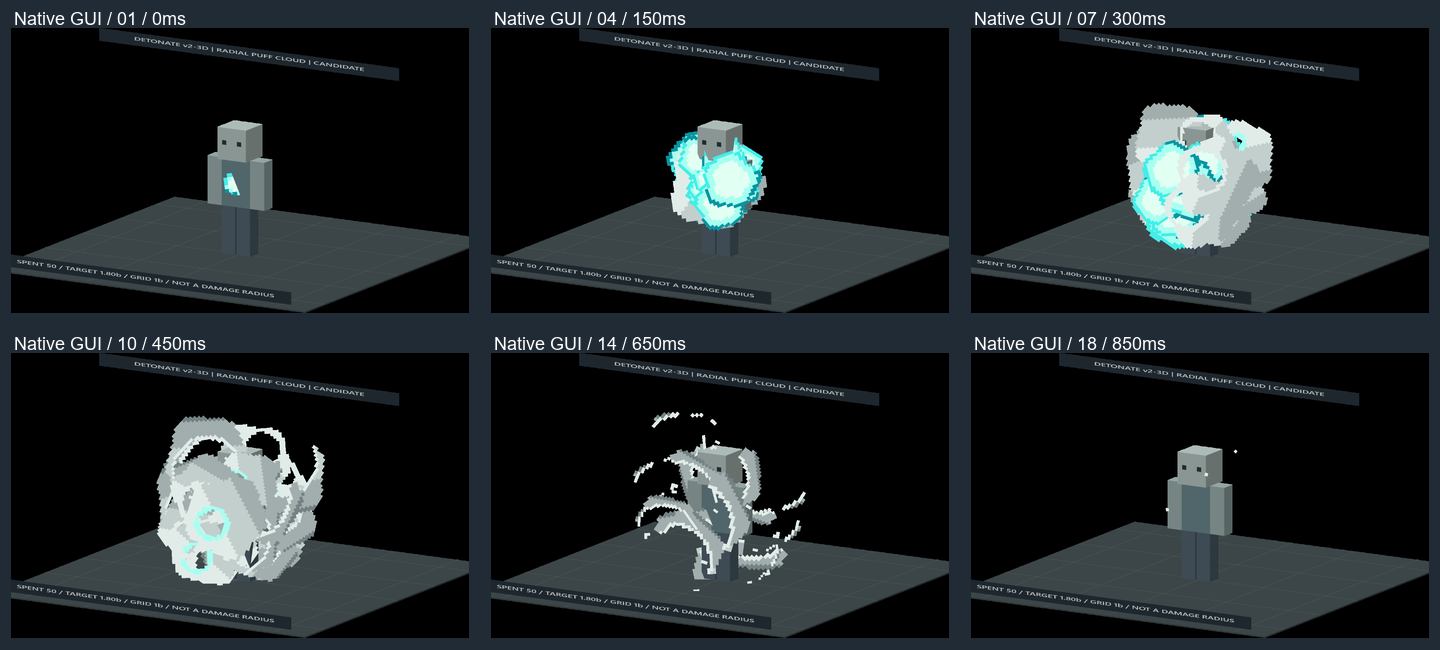 Native GUI / 01 / 0ms
DETONATE v2-3D | RADIAL PUFF CLOUD | CANDIDATE
SPENT 50 / TARGET 1.80b / GRID 1b / NOT A DAMAGE RADIUS
Native GUI / 04 / 150ms
DETONATE v2-3D | RADIAL PUFF CLOUD | CANDIDATE
SPENT 50 / TARGET 1.80b / GRID 1b / NOT A DAMAGE RADIUS
Native GUI / 07 / 300ms
DETONATE v2-3D | RADIAL PUFF CLOUD | CANDIDATE
SPENT 50 / TARGET 1.80b / GRID 1b / NOT A DAMAGE RADIUS
Native GUI / 10 / 450ms
DETONATE v2-3D | RADIAL PUFF CLOUD | CANDIDATE
SPENT 50 / TARGET 1.80b / GRID 1b / NOT A DAMAGE RADIUS
Native GUI / 14 / 650ms
DETONATE v2-3D | RADIAL PUFF CLOUD | CANDIDATE
SPENT 50 / TARGET 1.80b / GRID 1b / NOT A DAMAGE RADIUS
Native GUI / 18 / 850ms
DETONATE v2-3D | RADIAL PUFF CLOUD | CANDIDATE
SPENT 50 / TARGET 1.80b / GRID 1b / NOT A DAMAGE RADIUS